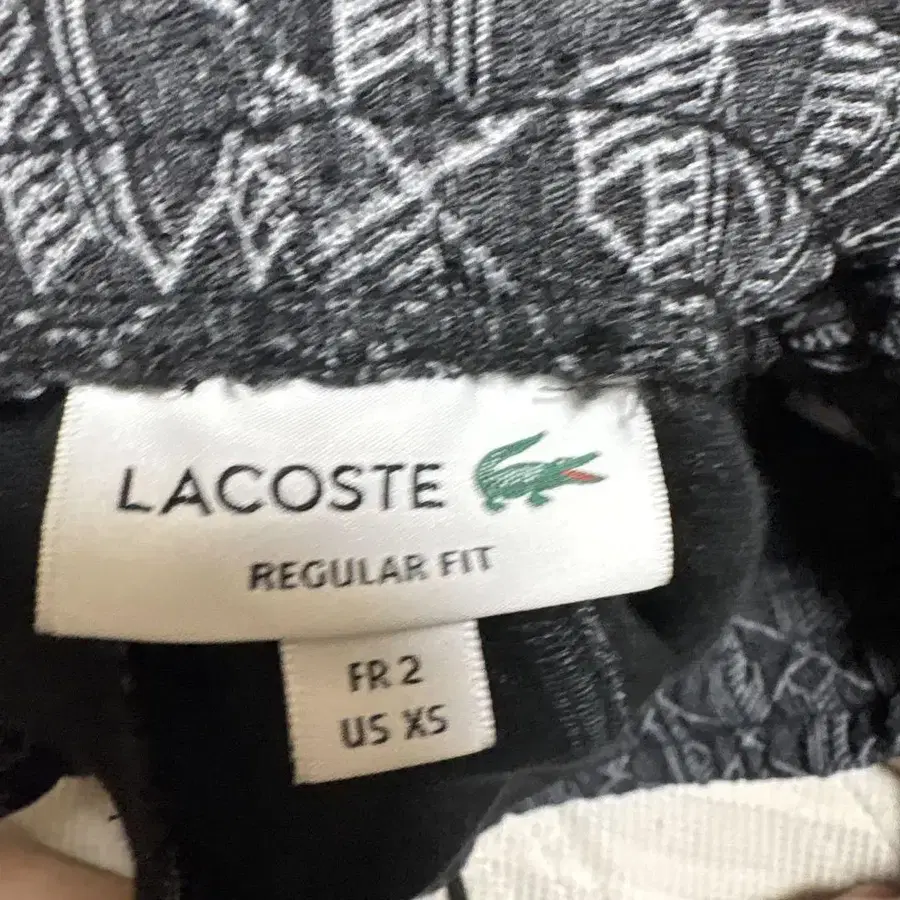 LACOSTE
REGULAR FIT
FR 2
US XS